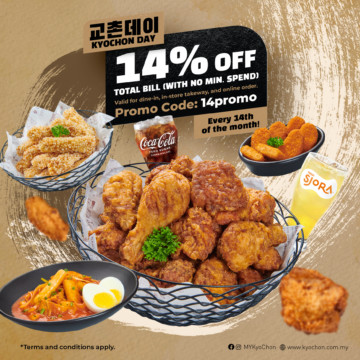 교촌데이
KYOCHON DAY
14% OFF
TOTAL BILL (WITH NO MIN. SPEND)
Valid for dine-in, in-store takeway, and online order.
Promo Code: 14promo
Every 14th
of the month!
Coca-Cola
SJORA
*Terms and conditions apply.
MYKyoChon
www.kyochon.com.my